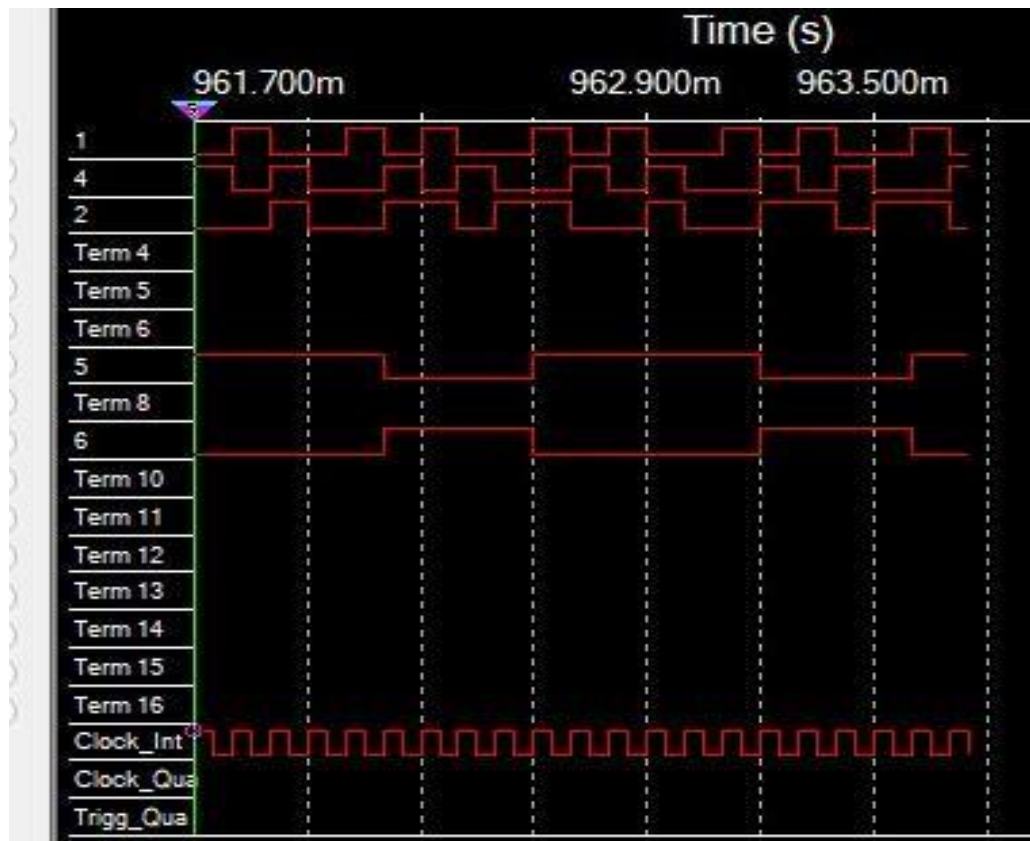 Time (s)
961.700m 962.900m 963.500m
1
4
2
Term 4
Term 5
Term 6
5
Term 8
6
Term 10
Term 11
Term 12
Term 13
Term 14
Term 15
Term 16
Clock_Int
Clock_Qua
Trigg_Qua